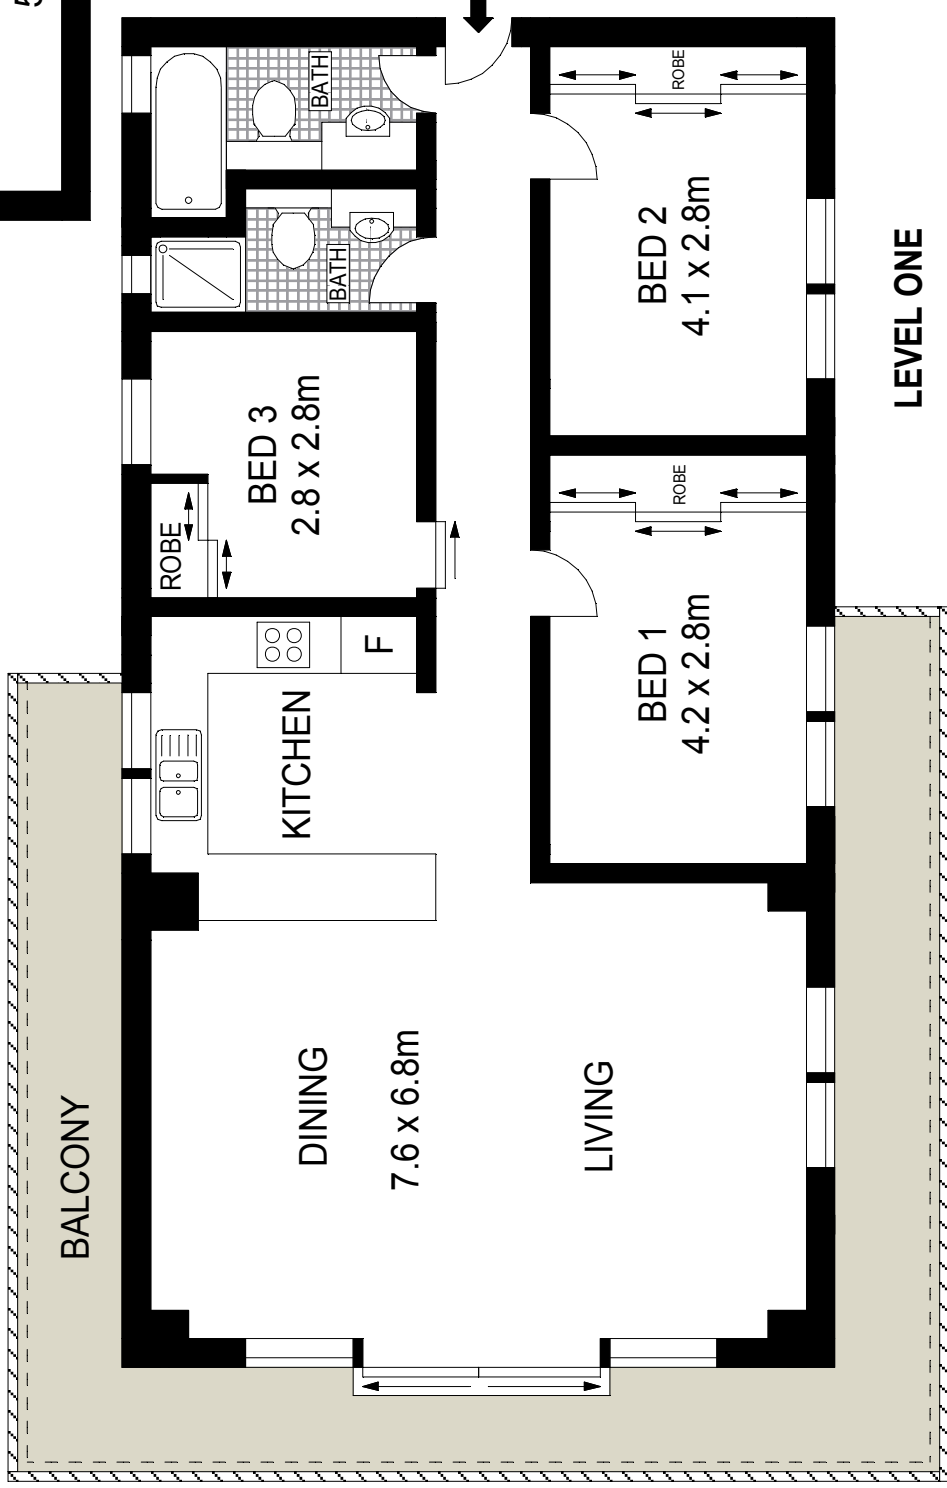 BATH
ROBE
BED 2
4.1 x 2.8m
BATH
LEVEL ONE
BED 3
2.8 x 2.8m
ROBE
ROBE
F
BED 1
4.2 x 2.8m
KITCHEN
DINING
7.6 x 6.8m
LIVING
BALCONY